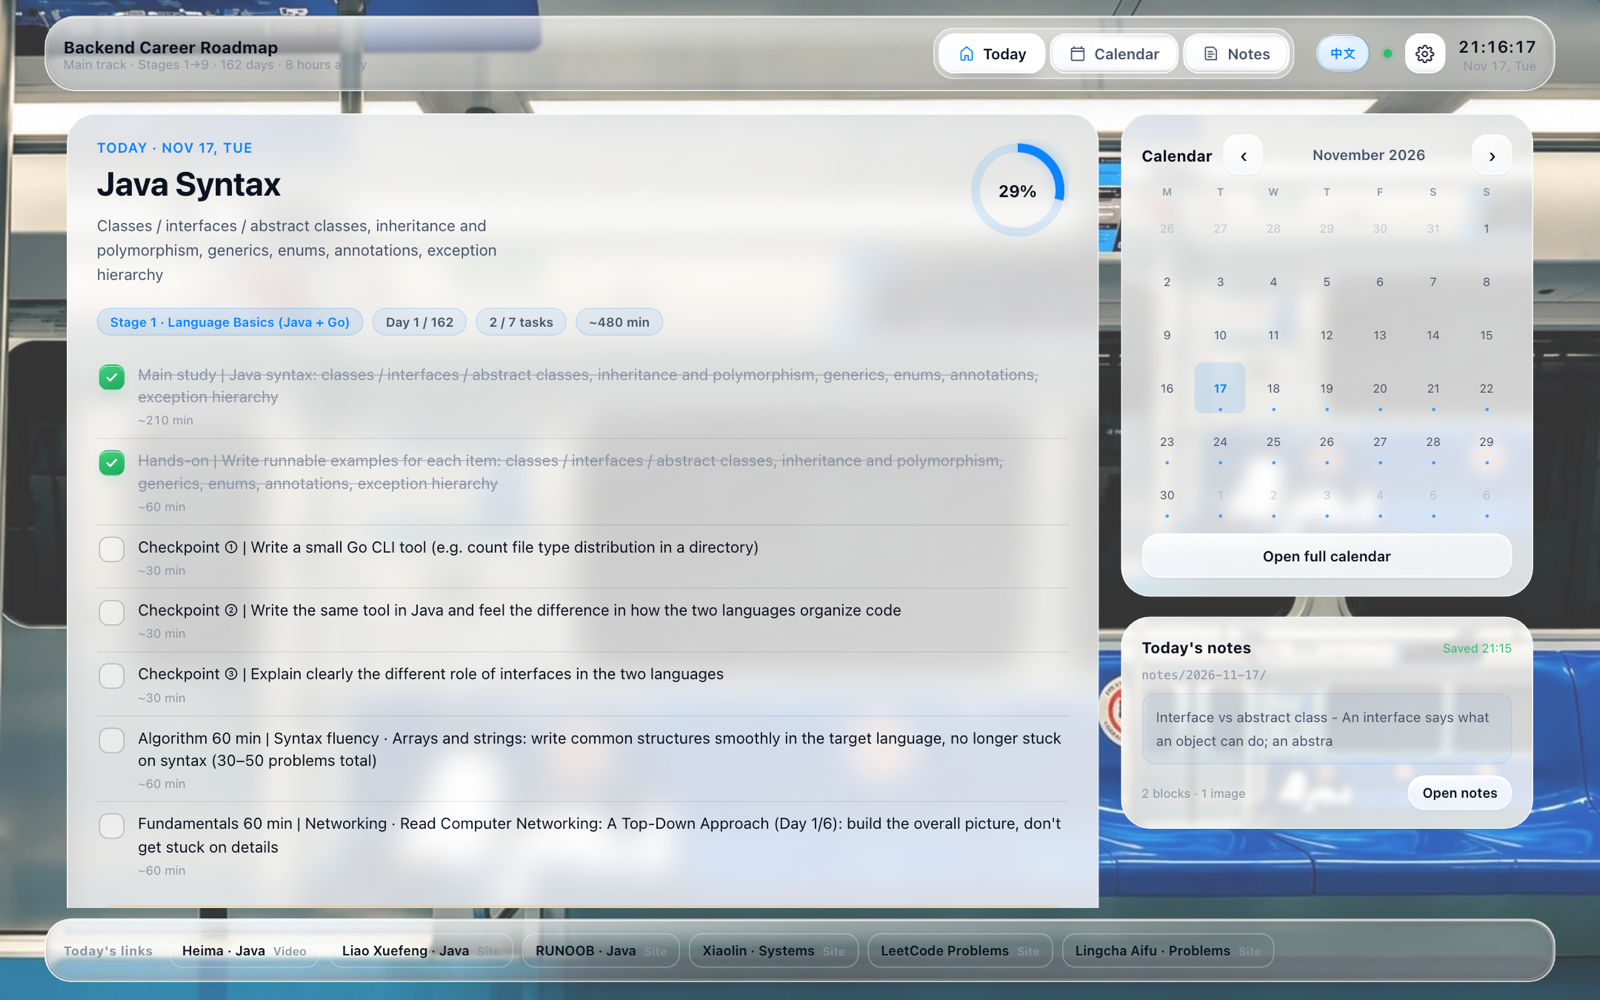 Backend Career Roadmap
Main track · Stages 1→9 · 162 days · 8 hours a day
Today
Calendar
Notes
中文
21:16:17
Nov 17, Tue
TODAY · NOV 17, TUE
Java Syntax
29%
Classes / interfaces / abstract classes, inheritance and
polymorphism, generics, enums, annotations, exception
hierarchy
Stage 1 · Language Basics (Java + Go)
Day 1 / 162
2 / 7 tasks
~480 min
Main study | Java syntax: classes / interfaces / abstract classes, inheritance and polymorphism, generics, enums, annotations,
exception hierarchy
~210 min
Hands-on | Write runnable examples for each item: classes / interfaces / abstract classes, inheritance and polymorphism,
generics, enums, annotations, exception hierarchy
~60 min
Checkpoint ① | Write a small Go CLI tool (e.g. count file type distribution in a directory)
~30 min
Checkpoint ② | Write the same tool in Java and feel the difference in how the two languages organize code
~30 min
Checkpoint ③ | Explain clearly the different role of interfaces in the two languages
~30 min
Algorithm 60 min | Syntax fluency · Arrays and strings: write common structures smoothly in the target language, no longer stuck
on syntax (30–50 problems total)
~60 min
Fundamentals 60 min | Networking · Read Computer Networking: A Top-Down Approach (Day 1/6): build the overall picture, don't
get stuck on details
~60 min
Calendar
‹
November 2026
›
M T W T F S S
26 27 28 29 30 31 1
2 3 4 5 6 7 8
9 10 11 12 13 14 15
16 17 18 19 20 21 22
23 24 25 26 27 28 29
30 1 2 3 4 5 6
Open full calendar
Today's notes
Saved 21:15
notes/2026-11-17/
Interface vs abstract class - An interface says what
an object can do; an abstra
2 blocks · 1 image
Open notes
Today's links
Heima · Java Video
Liao Xuefeng · Java Site
RUNOOB · Java Site
Xiaolin · Systems Site
LeetCode Problems Site
Lingcha Aifu · Problems Site